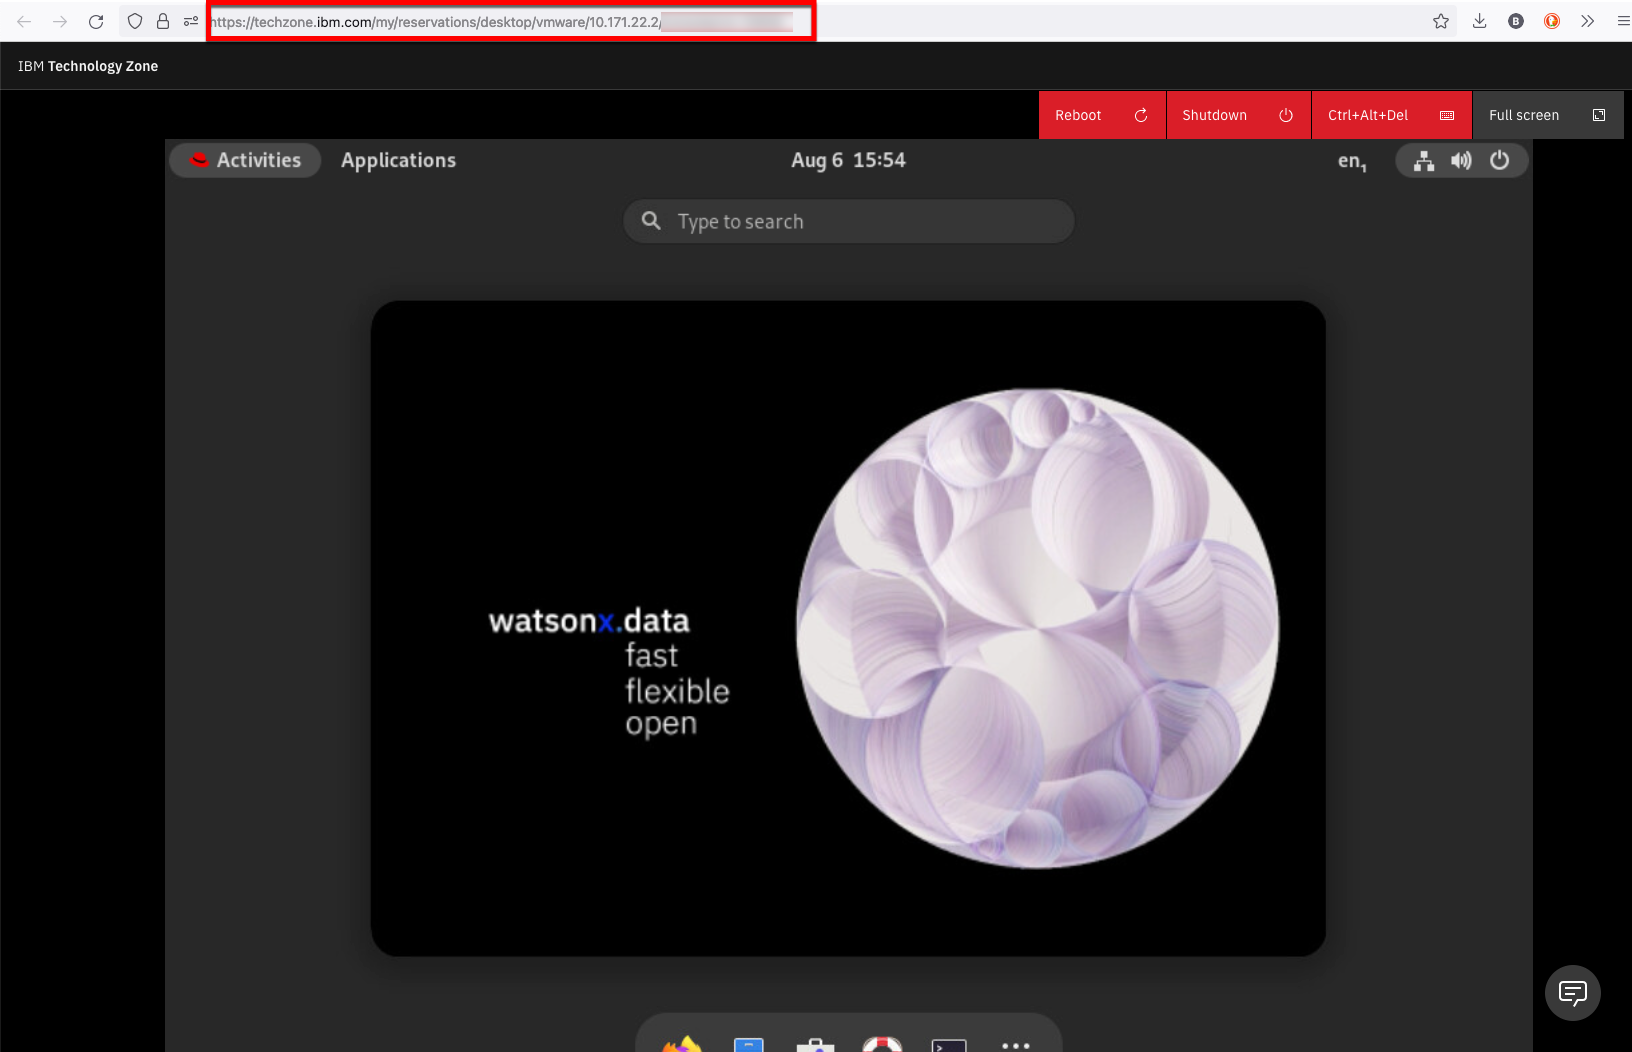 https://techzone.ibm.com/my/reservations/desktop/vmware/10.171.22.2/
B
IBM Technology Zone
Reboot
Shutdown
Ctrl+Alt+Del
Full screen
Activities
Applications
Aug 6 15:54
en1
Type to search
watsonx.data
fast
flexible
open